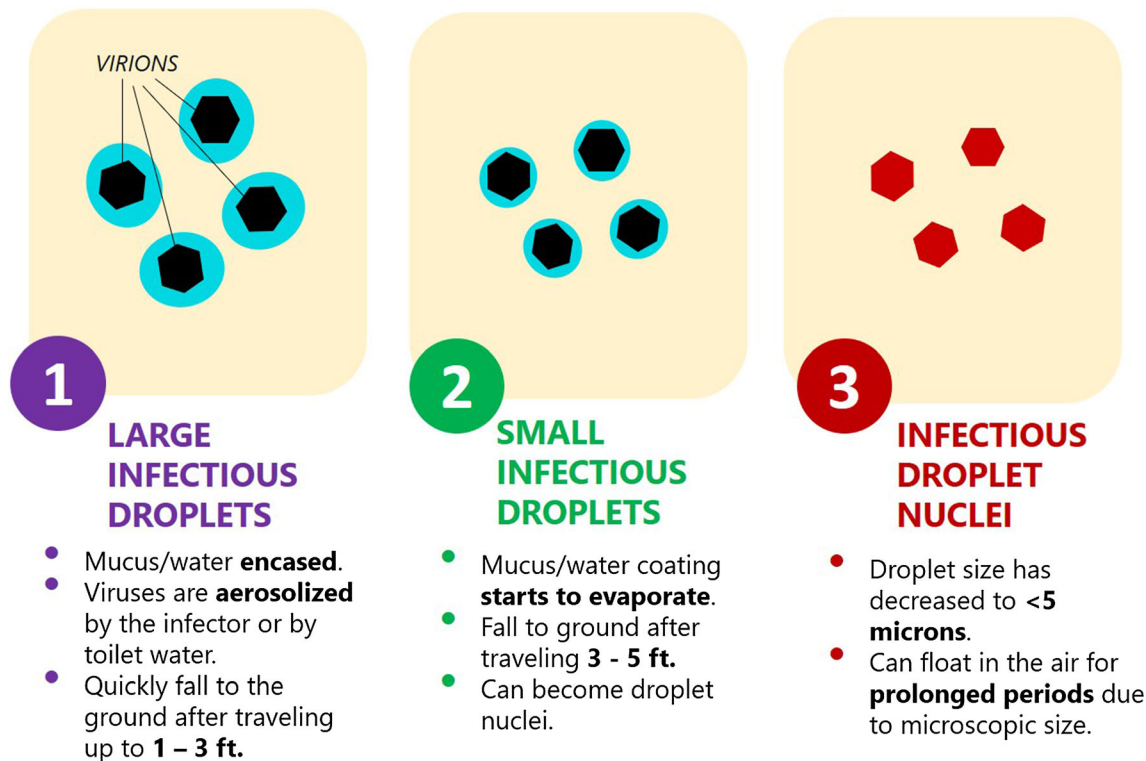 VIRIONS
1
LARGE
INFECTIOUS
DROPLETS
• Mucus/water encased.
• Viruses are aerosolized
by the infector or by
toilet water.
• Quickly fall to the
ground after traveling
up to 1 – 3 ft.
2
SMALL
INFECTIOUS
DROPLETS
• Mucus/water coating
starts to evaporate.
• Fall to ground after
traveling 3 - 5 ft.
• Can become droplet
nuclei.
3
INFECTIOUS
DROPLET
NUCLEI
• Droplet size has
decreased to <5
microns.
• Can float in the air for
prolonged periods due
to microscopic size.